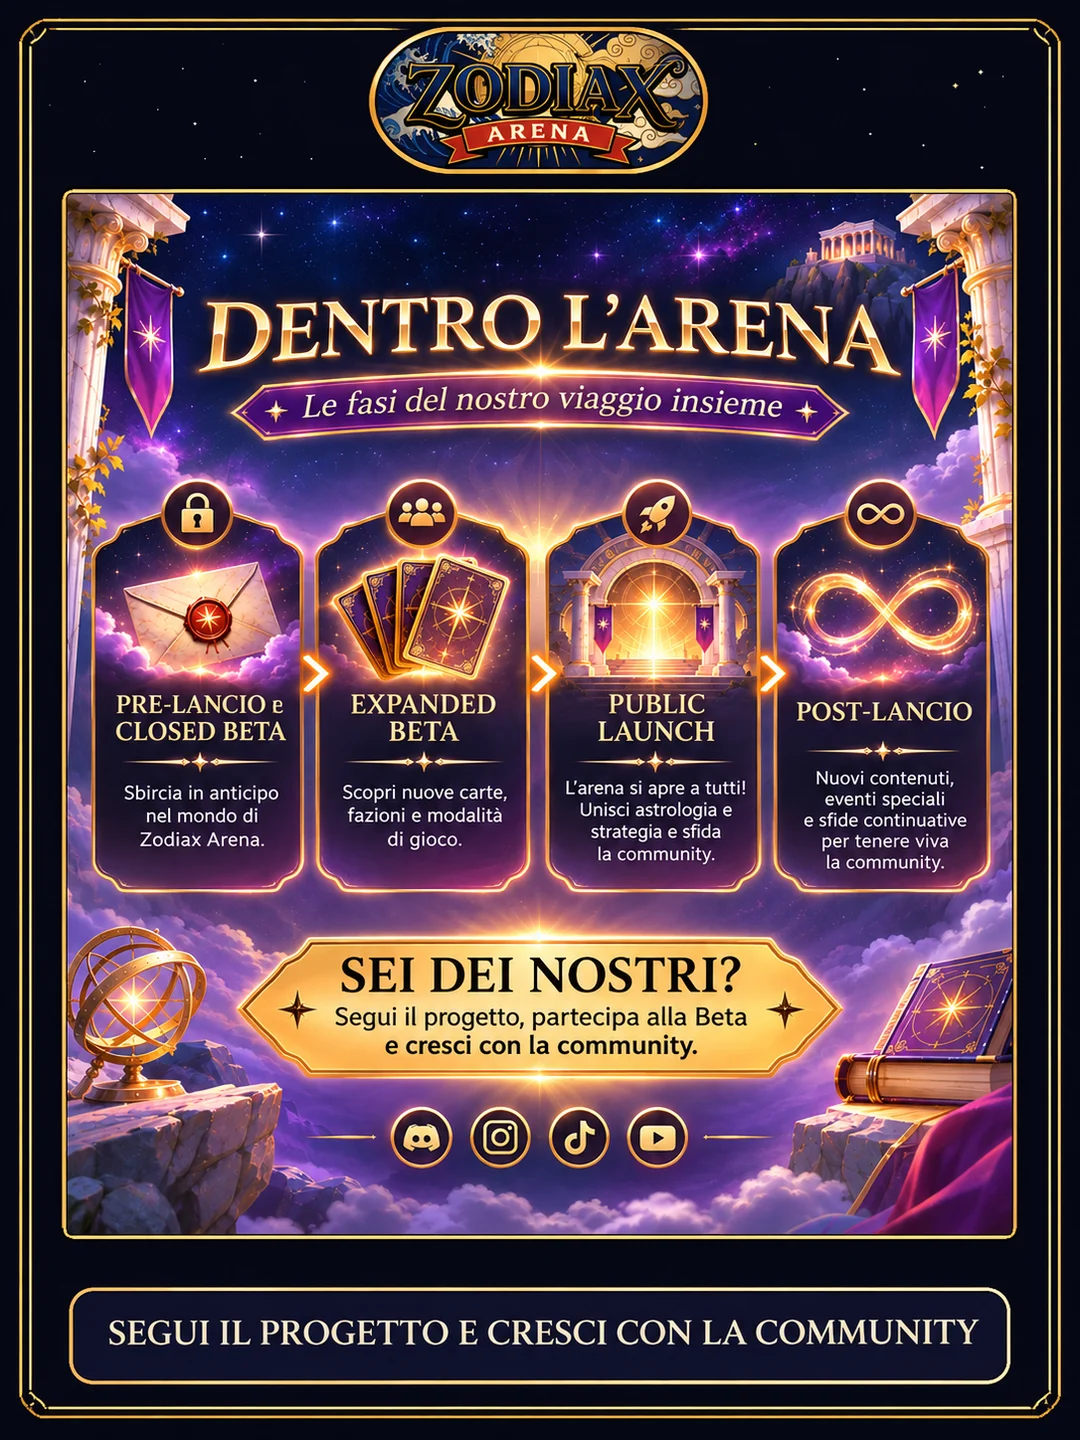 ZODIAX
ARENA
DENTRO L'ARENA
Le fasi del nostro viaggio insieme
PRE-LANCIO e
CLOSED BETA
Sbircia in anticipo
nel mondo di
Zodiax Arena.
EXPANDED
BETA
Scopri nuove carte,
fazioni e modalità
di gioco.
PUBLIC
LAUNCH
L'arena si apre a tutti!
Unisci astrologia e
strategia e sfida
la community.
POST-LANCIO
Nuovi contenuti,
eventi speciali
e sfide continuative
per tenere viva
la community.
SEI DEI NOSTRI?
Segui il progetto, partecipa alla Beta
e cresci con la community.
SEGUI IL PROGETTO E CRESCI CON LA COMMUNITY